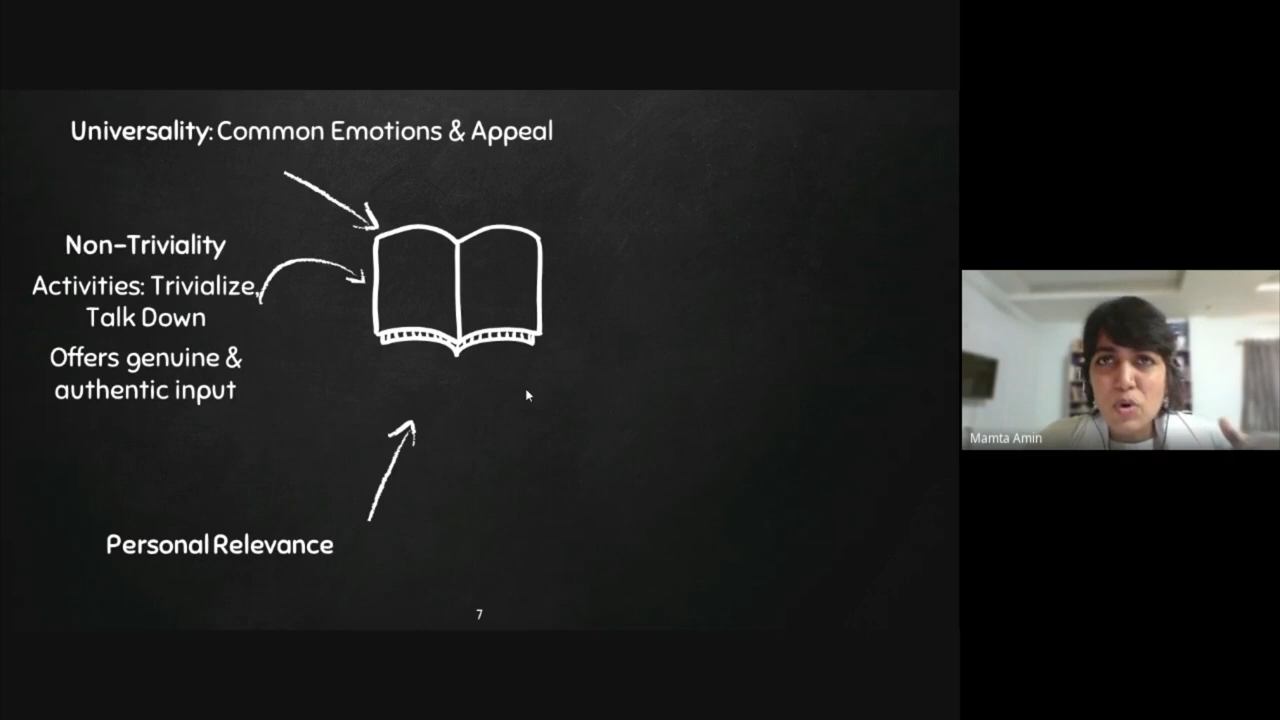 Universality: Common Emotions & Appeal
Non-Triviality
Activities: Trivialize,
Talk Down
Offers genuine &
authentic input
Personal Relevance
7
Mamta Amin